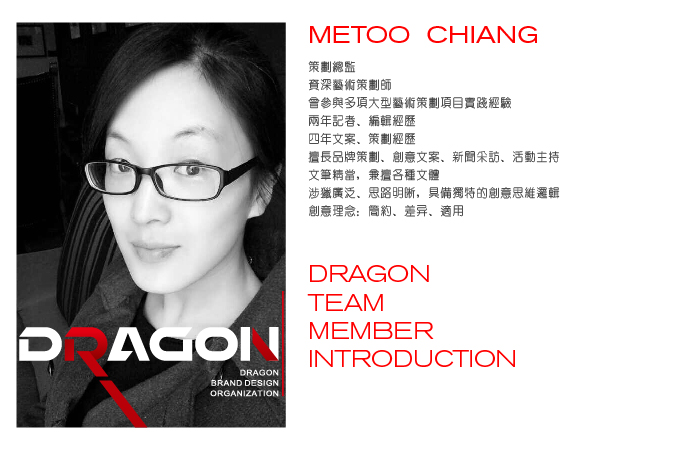 METOO CHIANG
策劃總監
資深藝術策劃師
曾參與多項大型藝術策劃項目實踐經驗
兩年記者、編輯經歷
四年文案、策劃經歷
擅長品牌策劃、創意文案、新聞采訪、活動主持
文筆精當，兼擅各種文體
涉獵廣泛、思路明晰，具備獨特的創意思維邏輯
創意理念：簡約、差异、適用
DRAGON
TEAM
MEMBER
INTRODUCTION
DRAGON
DRAGON
BRAND DESIGN
ORGANIZATION